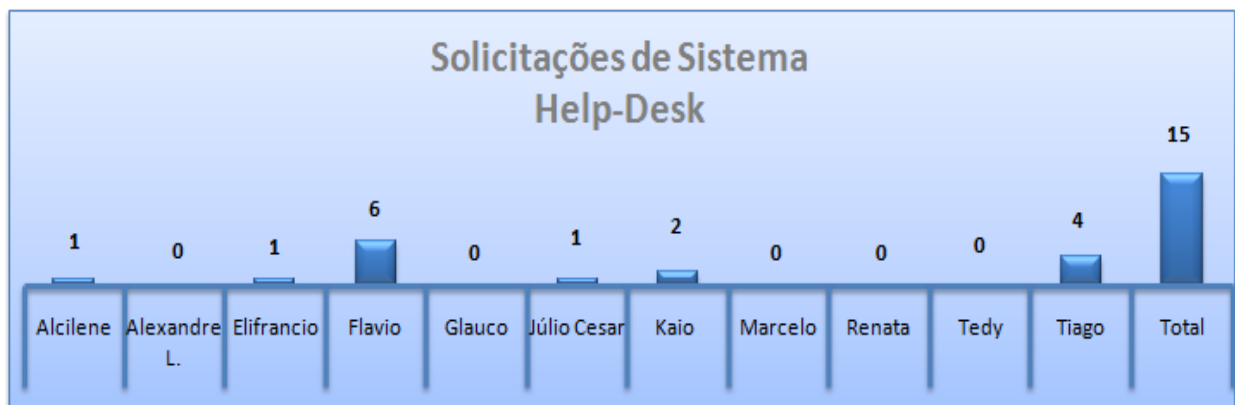 Solicitações de Sistema
Help-Desk
1 0 1 6 0 1 2 0 0 0 4 15
Alcilene Alexandre Elifrancio Flavio Glauco Júlio Cesar Kaio Marcelo Renata Tedy Tiago Total
L.